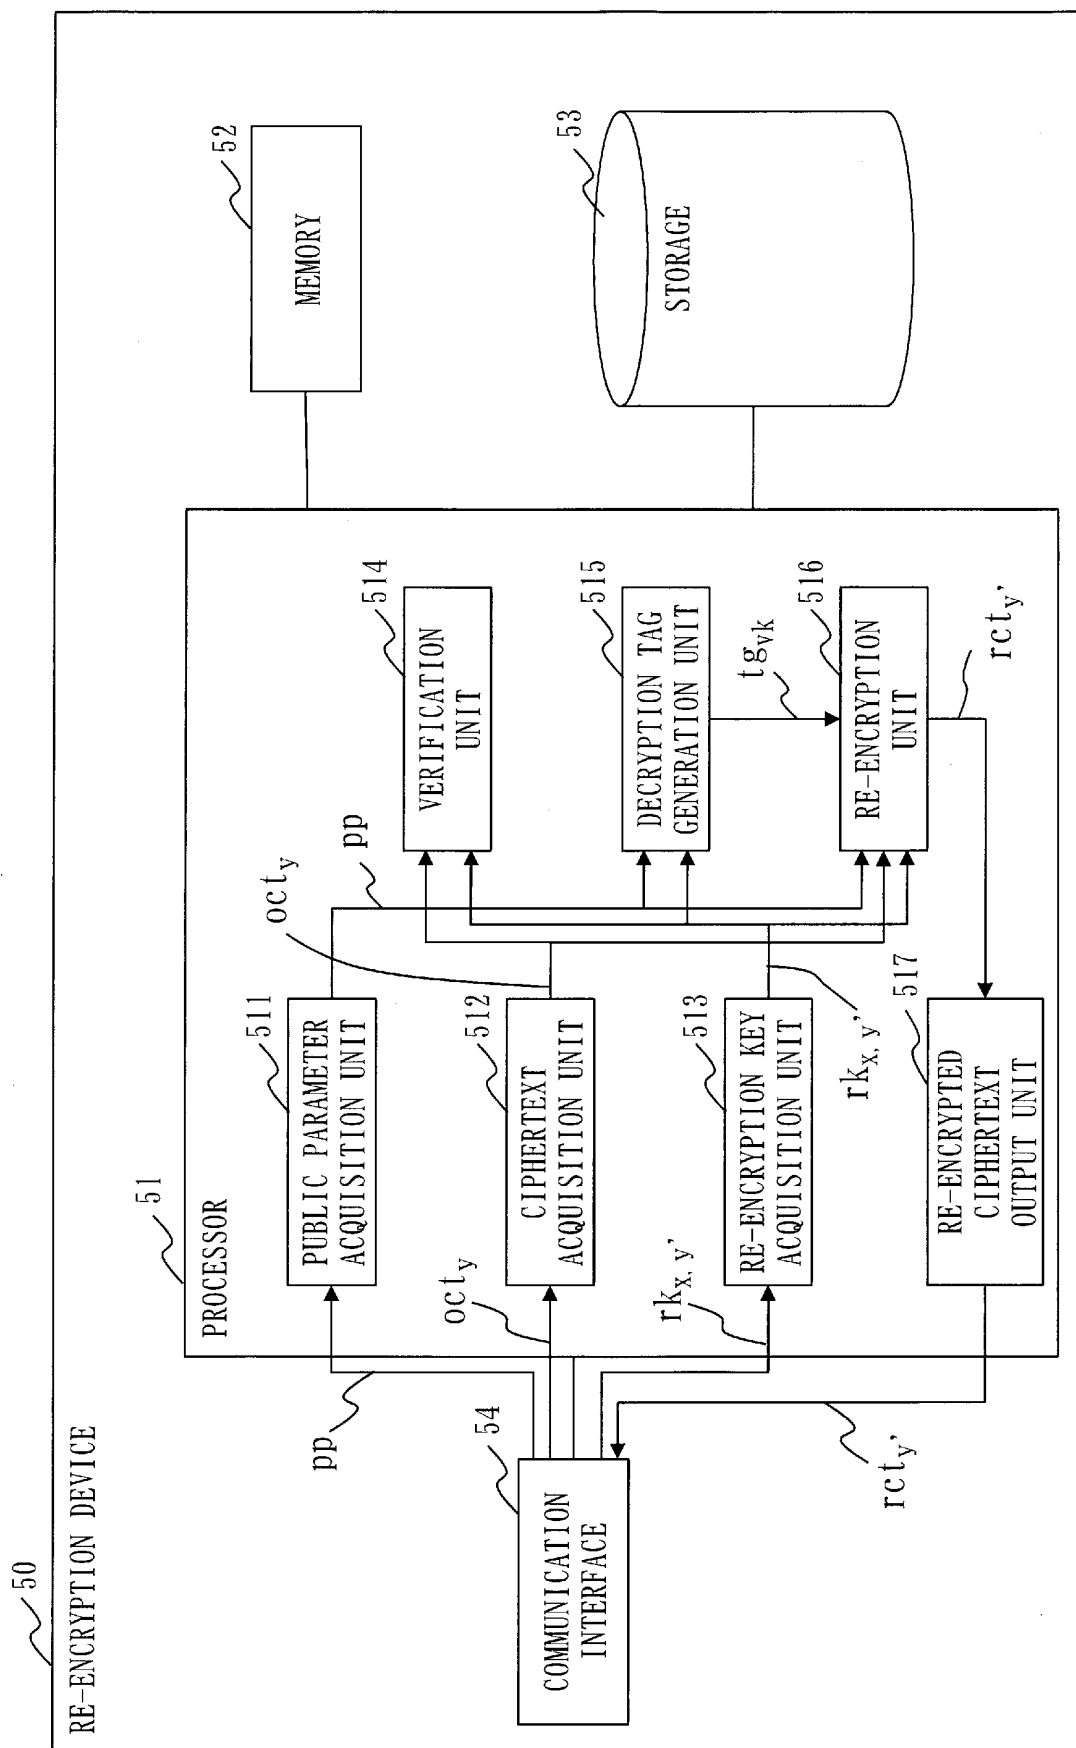 50
RE-ENCRYPTION DEVICE
51
PROCESSOR
52
MEMORY
53
STORAGE
54
COMMUNICATION
INTERFACE
pp
oct_y
rk_x,y'
rct_y'
511
PUBLIC PARAMETER
ACQUISITION UNIT
512
CIPHERTEXT
ACQUISITION UNIT
513
RE-ENCRYPTION KEY
ACQUISITION UNIT
517
RE-ENCRYPTED
CIPHERTEXT
OUTPUT UNIT
oct_y
pp
rk_x,y'
514
VERIFICATION
UNIT
515
DECRYPTION TAG
GENERATION UNIT
tg_vk
516
RE-ENCRYPTION
UNIT
rct_y'